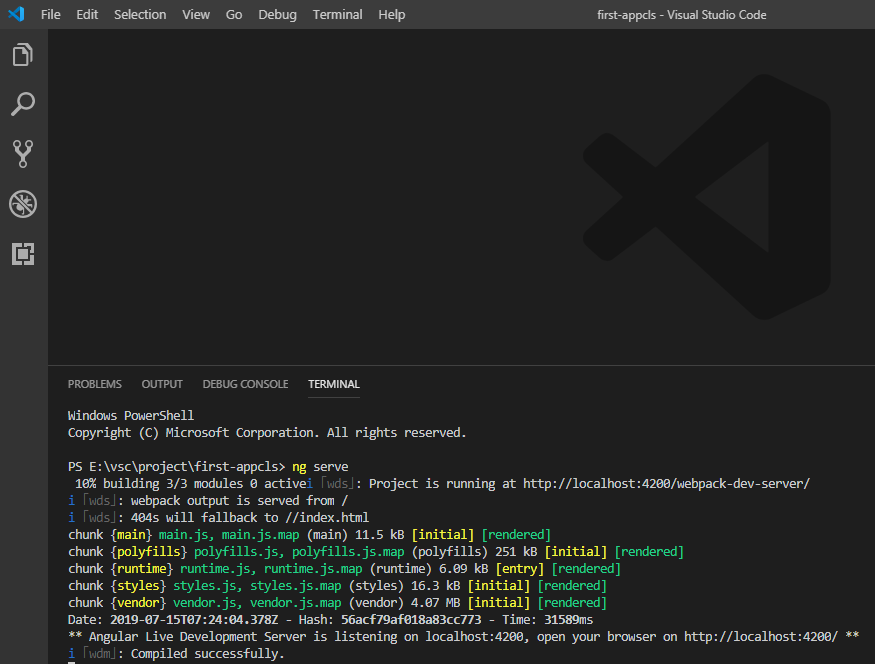 File Edit Selection View Go Debug Terminal Help first-appcls - Visual Studio Code
PROBLEMS OUTPUT DEBUG CONSOLE TERMINAL
Windows PowerShell
Copyright (C) Microsoft Corporation. All rights reserved.
PS E:\vsc\project\first-appcls> ng serve
10% building 3/3 modules 0 activei 「wds」: Project is running at http://localhost:4200/webpack-dev-server/
i 「wds」: webpack output is served from /
i 「wds」: 404s will fallback to //index.html
chunk {main} main.js, main.js.map (main) 11.5 kB [initial] [rendered]
chunk {polyfills} polyfills.js, polyfills.js.map (polyfills) 251 kB [initial] [rendered]
chunk {runtime} runtime.js, runtime.js.map (runtime) 6.09 kB [entry] [rendered]
chunk {styles} styles.js, styles.js.map (styles) 16.3 kB [initial] [rendered]
chunk {vendor} vendor.js, vendor.js.map (vendor) 4.07 MB [initial] [rendered]
Date: 2019-07-15T07:24:04.378Z - Hash: 56acf79af018a83cc773 - Time: 31589ms
** Angular Live Development Server is listening on localhost:4200, open your browser on http://localhost:4200/ **
i 「wdm」: Compiled successfully.